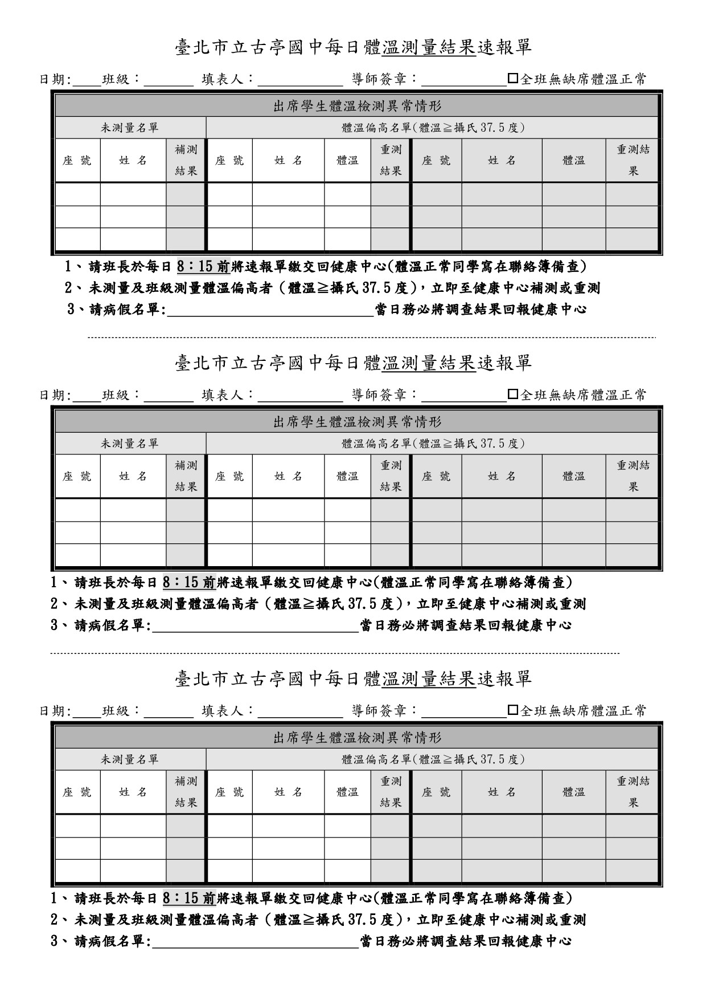 臺北市立古亭國中每日體溫測量結果速報單
日期:____班級：_______ 填表人：____________ 導師簽章：____________□全班無缺席體溫正常
出席學生體溫檢測異常情形
未測量名單 體溫偏高名單(體溫≧攝氏 37.5 度)
座 號 姓 名 補測結果 座 號 姓 名 體溫 重測結果 座 號 姓 名 體溫 重測結果
1、請班長於每日 8：15 前將速報單繳交回健康中心(體溫正常同學寫在聯絡簿備查)
2、未測量及班級測量體溫偏高者（體溫≧攝氏 37.5 度），立即至健康中心補測或重測
3、請病假名單:_____________________________當日務必將調查結果回報健康中心
臺北市立古亭國中每日體溫測量結果速報單
日期:____班級：_______ 填表人：____________ 導師簽章：____________□全班無缺席體溫正常
出席學生體溫檢測異常情形
未測量名單 體溫偏高名單(體溫≧攝氏 37.5 度)
座 號 姓 名 補測結果 座 號 姓 名 體溫 重測結果 座 號 姓 名 體溫 重測結果
1、請班長於每日 8：15 前將速報單繳交回健康中心(體溫正常同學寫在聯絡簿備查)
2、未測量及班級測量體溫偏高者（體溫≧攝氏 37.5 度），立即至健康中心補測或重測
3、請病假名單:_____________________________當日務必將調查結果回報健康中心
臺北市立古亭國中每日體溫測量結果速報單
日期:____班級：_______ 填表人：____________ 導師簽章：____________□全班無缺席體溫正常
出席學生體溫檢測異常情形
未測量名單 體溫偏高名單(體溫≧攝氏 37.5 度)
座 號 姓 名 補測結果 座 號 姓 名 體溫 重測結果 座 號 姓 名 體溫 重測結果
1、請班長於每日 8：15 前將速報單繳交回健康中心(體溫正常同學寫在聯絡簿備查)
2、未測量及班級測量體溫偏高者（體溫≧攝氏 37.5 度），立即至健康中心補測或重測
3、請病假名單:_____________________________當日務必將調查結果回報健康中心